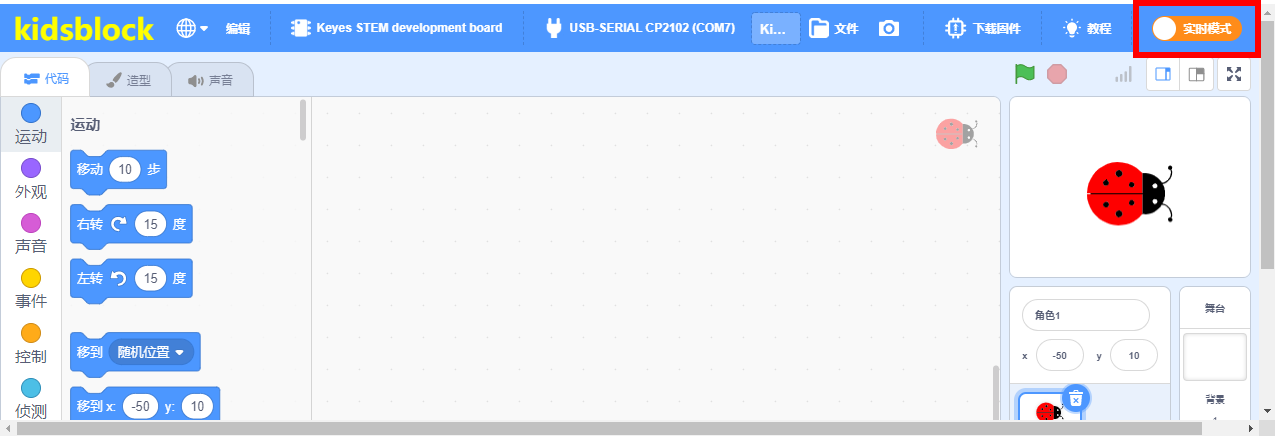 kidsblock 编辑 Keyes STEM development board USB-SERIAL CP2102 (COM7) Ki... 文件 下载固件 教程 实时模式
代码 造型 声音
运动
外观
声音
事件
控制
侦测
运动
移动 10 步
右转 15 度
左转 15 度
移到 随机位置
移到 x: -50 y: 10
角色1
x -50 y 10
舞台
背景